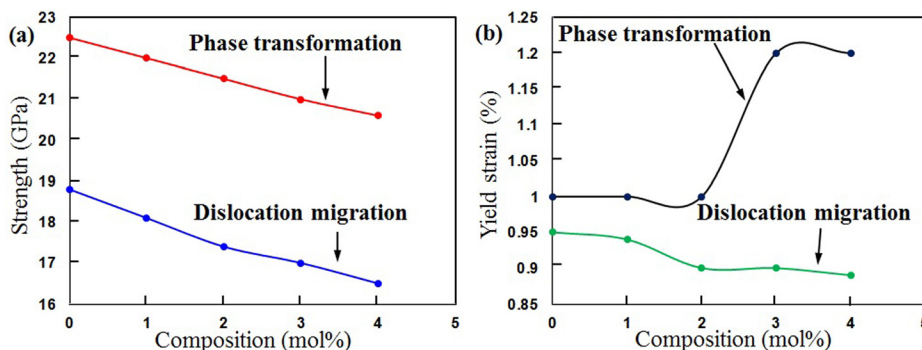 (a)
Strength (GPa)
23
22
21
20
19
18
17
16
Phase transformation
Dislocation migration
0 1 2 3 4 5
Composition (mol%)
(b)
Yield strain (%)
1.25
1.2
1.15
1.1
1.05
1
0.95
0.9
0.85
Phase transformation
Dislocation migration
0 1 2 3 4 5
Composition (mol%)